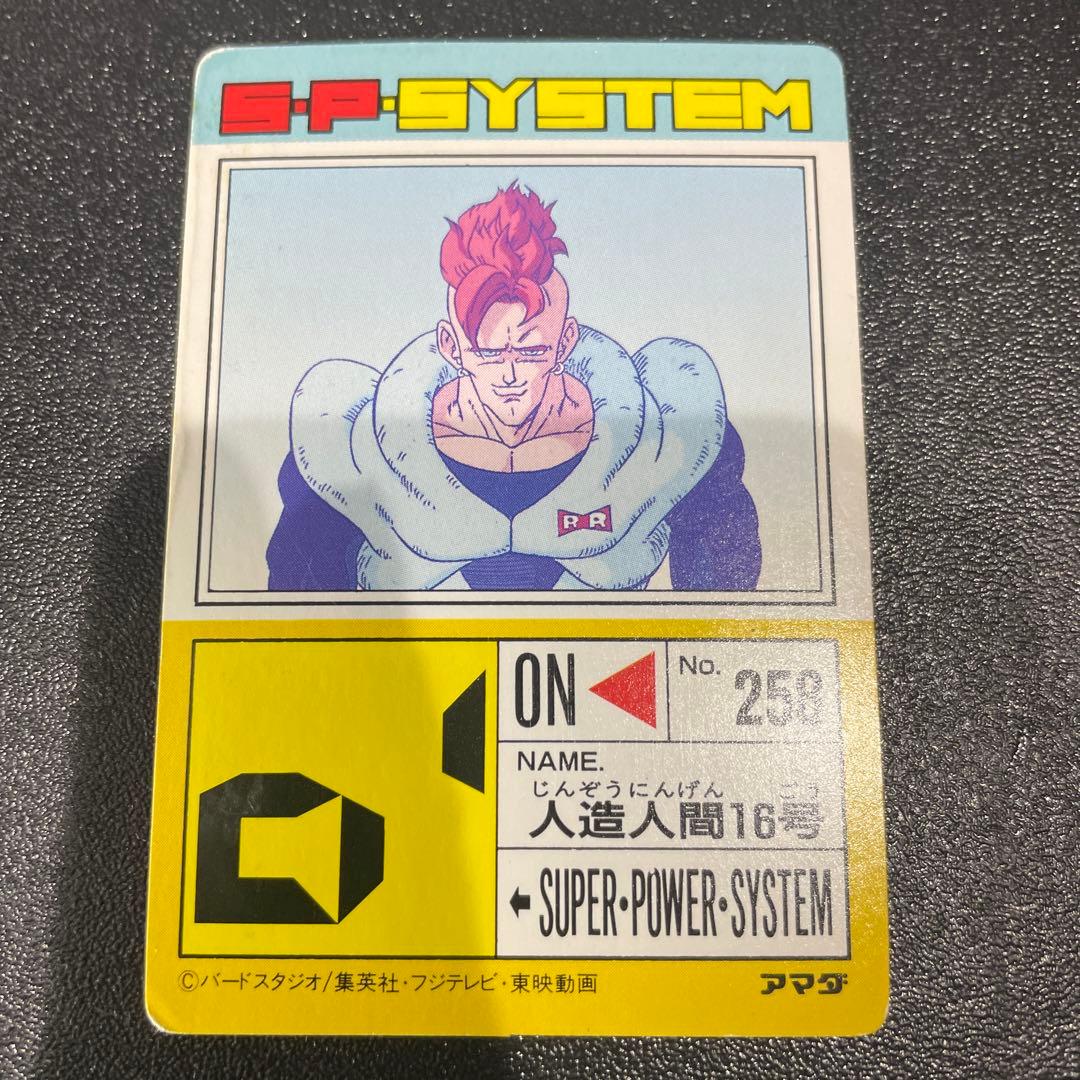 S・P・SYSTEM
RR
ON
No. 258
NAME.
じんぞうにんげん ごう
人造人間16号
SUPER・POWER・SYSTEM
©バードスタジオ/集英社・フジテレビ・東映動画
アマダ